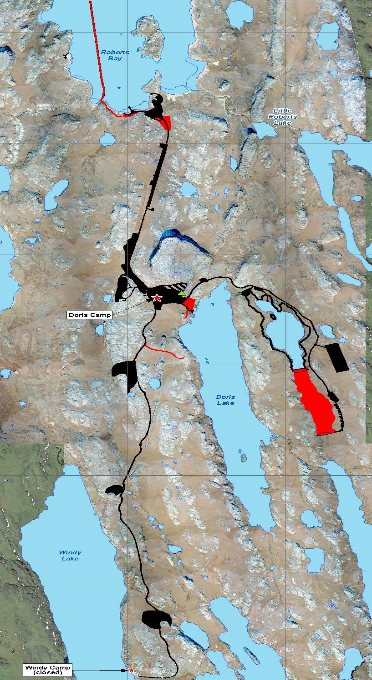 Roberts
Bay
Little
Roberts
Lake
Doris Camp
Doris
Lake
Windy
Lake
Windy Camp
(closed)